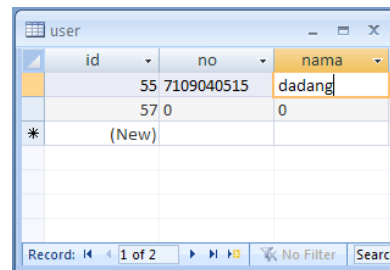 user
id no nama
55 7109040515 dadang
57 0 0
(New)
Record: 1 of 2 No Filter Searc